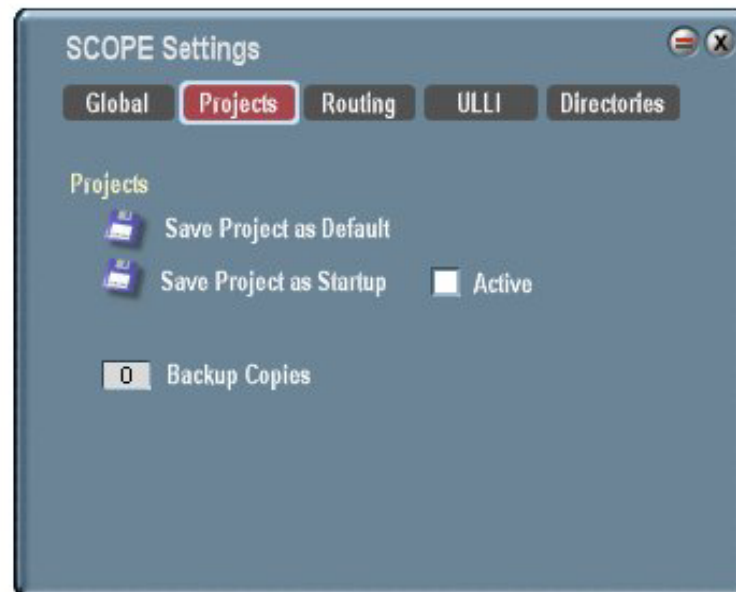 SCOPE Settings
Global Projects Routing ULLI Directories
Projects
Save Project as Default
Save Project as Startup Active
0 Backup Copies